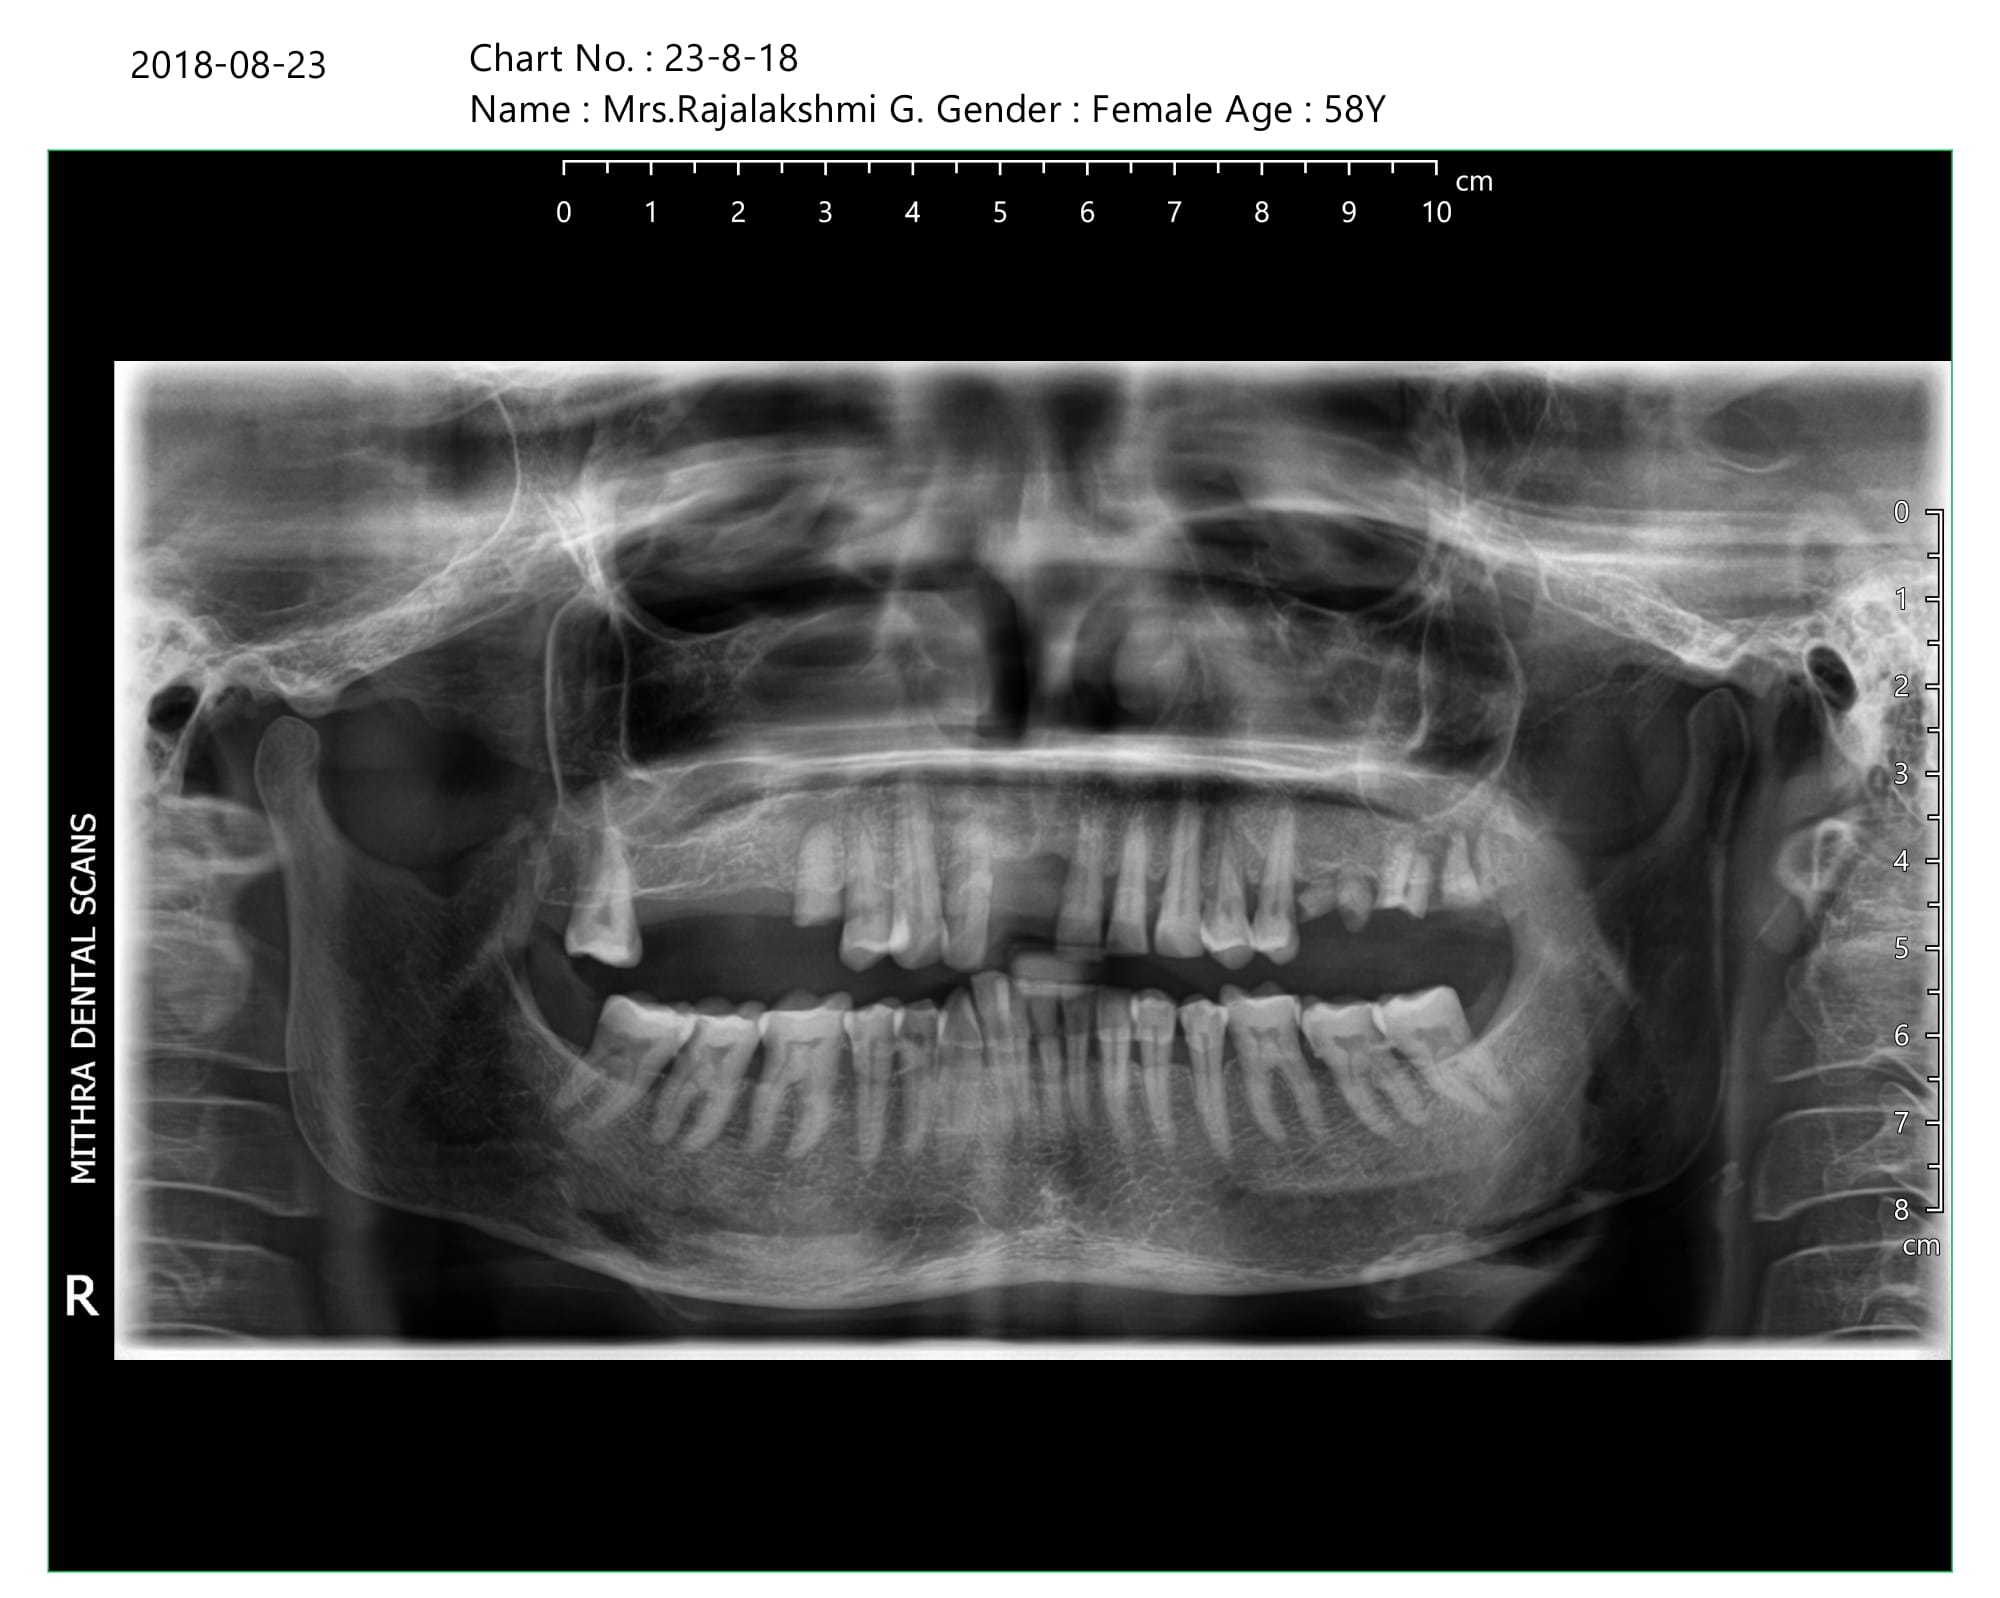 2018-08-23
Chart No. : 23-8-18
Name : Mrs.Rajalakshmi G. Gender : Female Age : 58Y
cm
0 1 2 3 4 5 6 7 8 9 10
0
1
2
3
4
5
6
7
8
cm
MITHRA DENTAL SCANS
R